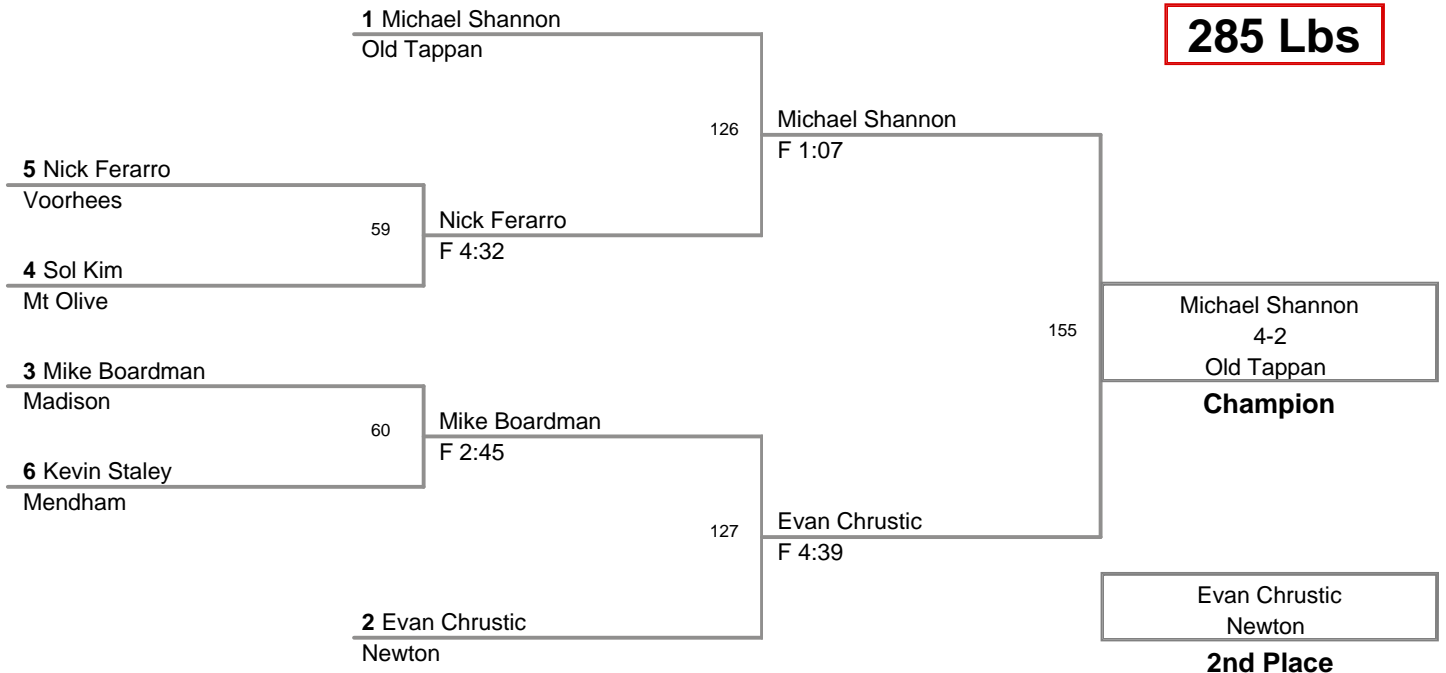 1 Michael Shannon
Old Tappan
285 Lbs
126
Michael Shannon
F 1:07
5 Nick Ferarro
Voorhees
59
Nick Ferarro
F 4:32
4 Sol Kim
Mt Olive
155
Michael Shannon
4-2
Old Tappan
Champion
3 Mike Boardman
Madison
60
Mike Boardman
F 2:45
6 Kevin Staley
Mendham
127
Evan Chrustic
F 4:39
2 Evan Chrustic
Newton
Evan Chrustic
Newton
2nd Place